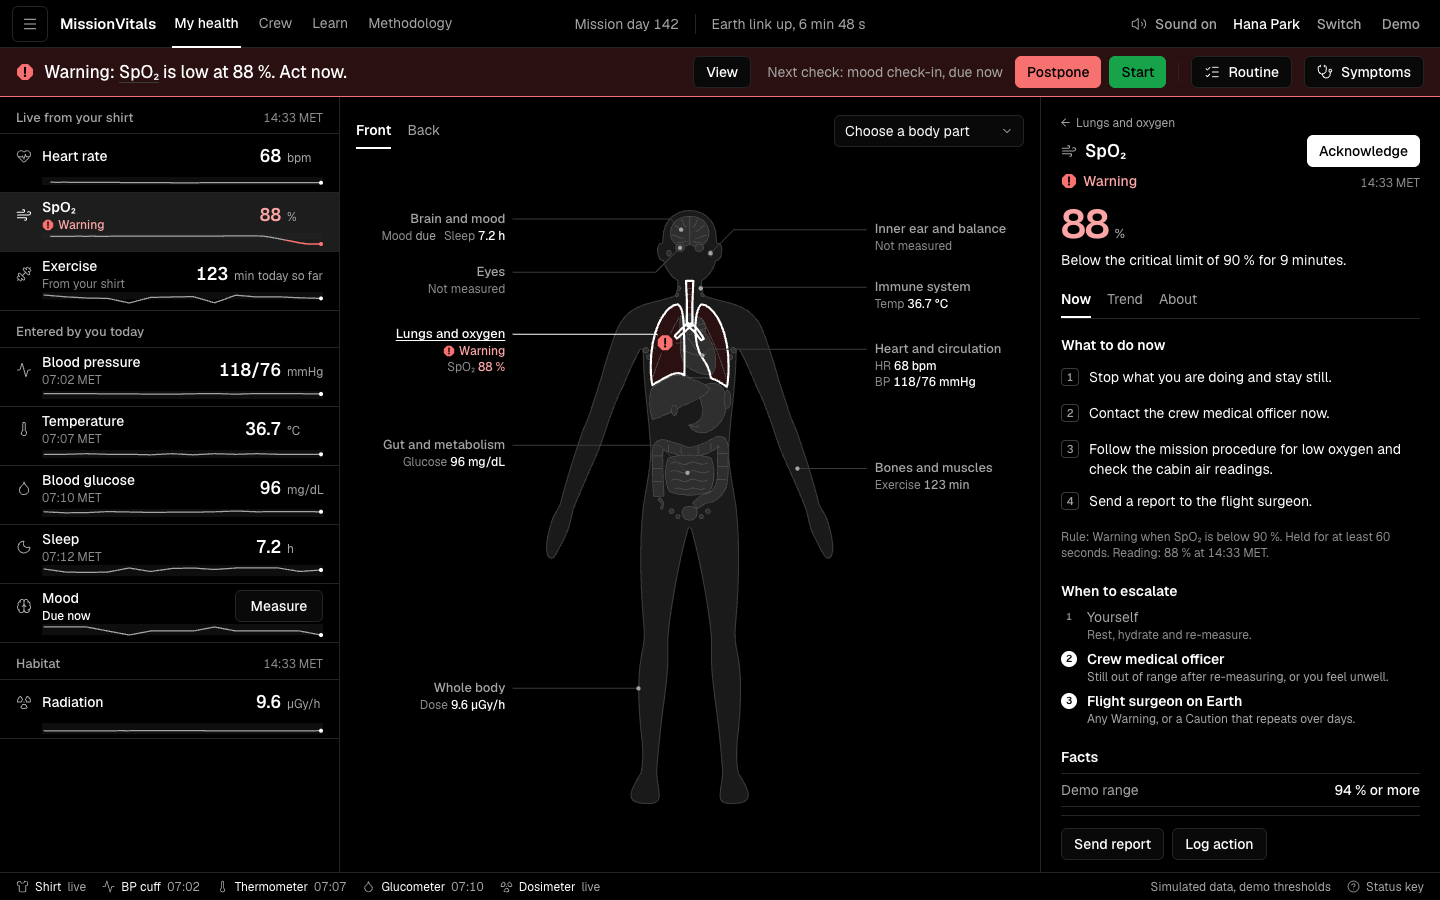 MissionVitals
My health
Crew
Learn
Methodology
Mission day 142
Earth link up, 6 min 48 s
Sound on
Hana Park
Switch
Demo
Warning: SpO₂ is low at 88 %. Act now.
View
Next check: mood check-in, due now
Postpone
Start
Routine
Symptoms
Live from your shirt
14:33 MET
Heart rate
68 bpm
SpO₂
Warning
88 %
Exercise
From your shirt
123 min today so far
Entered by you today
Blood pressure
07:02 MET
118/76 mmHg
Temperature
07:07 MET
36.7 °C
Blood glucose
07:10 MET
96 mg/dL
Sleep
07:12 MET
7.2 h
Mood
Due now
Measure
Habitat
14:33 MET
Radiation
9.6 µGy/h
Front
Back
Choose a body part
Brain and mood
Mood due Sleep 7.2 h
Eyes
Not measured
Lungs and oxygen
Warning
SpO₂ 88 %
Gut and metabolism
Glucose 96 mg/dL
Whole body
Dose 9.6 µGy/h
Inner ear and balance
Not measured
Immune system
Temp 36.7 °C
Heart and circulation
HR 68 bpm
BP 118/76 mmHg
Bones and muscles
Exercise 123 min
Lungs and oxygen
SpO₂
Acknowledge
Warning
14:33 MET
88 %
Below the critical limit of 90 % for 9 minutes.
Now
Trend
About
What to do now
1 Stop what you are doing and stay still.
2 Contact the crew medical officer now.
3 Follow the mission procedure for low oxygen and
check the cabin air readings.
4 Send a report to the flight surgeon.
Rule: Warning when SpO₂ is below 90 %. Held for at least 60
seconds. Reading: 88 % at 14:33 MET.
When to escalate
1 Yourself
Rest, hydrate and re-measure.
2 Crew medical officer
Still out of range after re-measuring, or you feel unwell.
3 Flight surgeon on Earth
Any Warning, or a Caution that repeats over days.
Facts
Demo range
94 % or more
Send report
Log action
Shirt live
BP cuff 07:02
Thermometer 07:07
Glucometer 07:10
Dosimeter live
Simulated data, demo thresholds
Status key